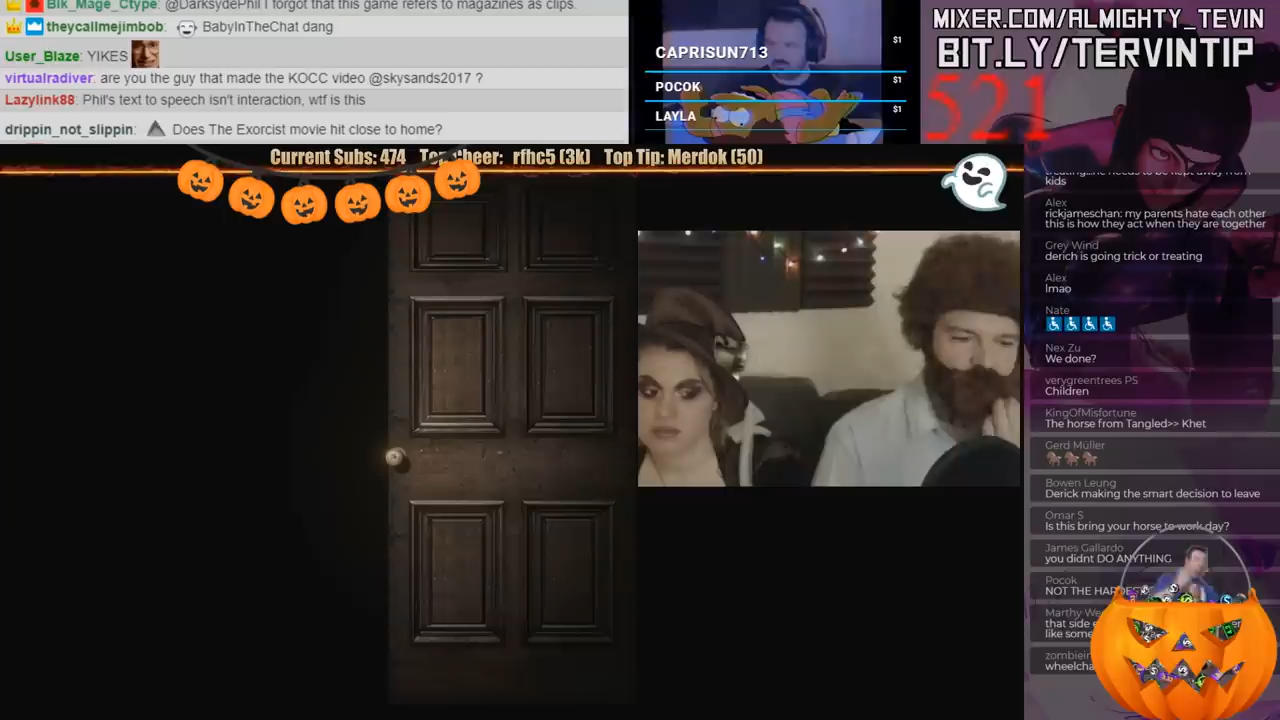 Blk_Mage_Ctype: @DarksydePhil I forgot that this game refers to magazines as clips.
theycallmejimbob: BabyInTheChat dang
User_Blaze: YIKES
virtualradiver: are you the guy that made the KOCC video @skysands2017 ?
Lazylink88: Phil's text to speech isn't interaction, wtf is this
drippin_not_slippin: Does The Exorcist movie hit close to home?
CAPRISUN713 $1
POCOK $1
LAYLA $1
MIXER.COM/ALMIGHTY_TEVIN
BIT.LY/TERVINTIP
521
Current Subs: 474 Top Cheer: rfhc5 (3k) Top Tip: Merdok (50)
kids
Alex
rickjameschan: my parents hate each other
this is how they act when they are together
Grey Wind
derich is going trick or treating
Alex
lmao
Nate
Nex Zu
We done?
verygreentrees PS
Children
KingOfMisfortune
The horse from Tangled>> Khet
Gerd Müller
Bowen Leung
Derick making the smart decision to leave
Omar S
Is this bring your horse to work day?
James Gallardo
you didnt DO ANYTHING
Pocok
NOT THE
Marthy
that side
like some